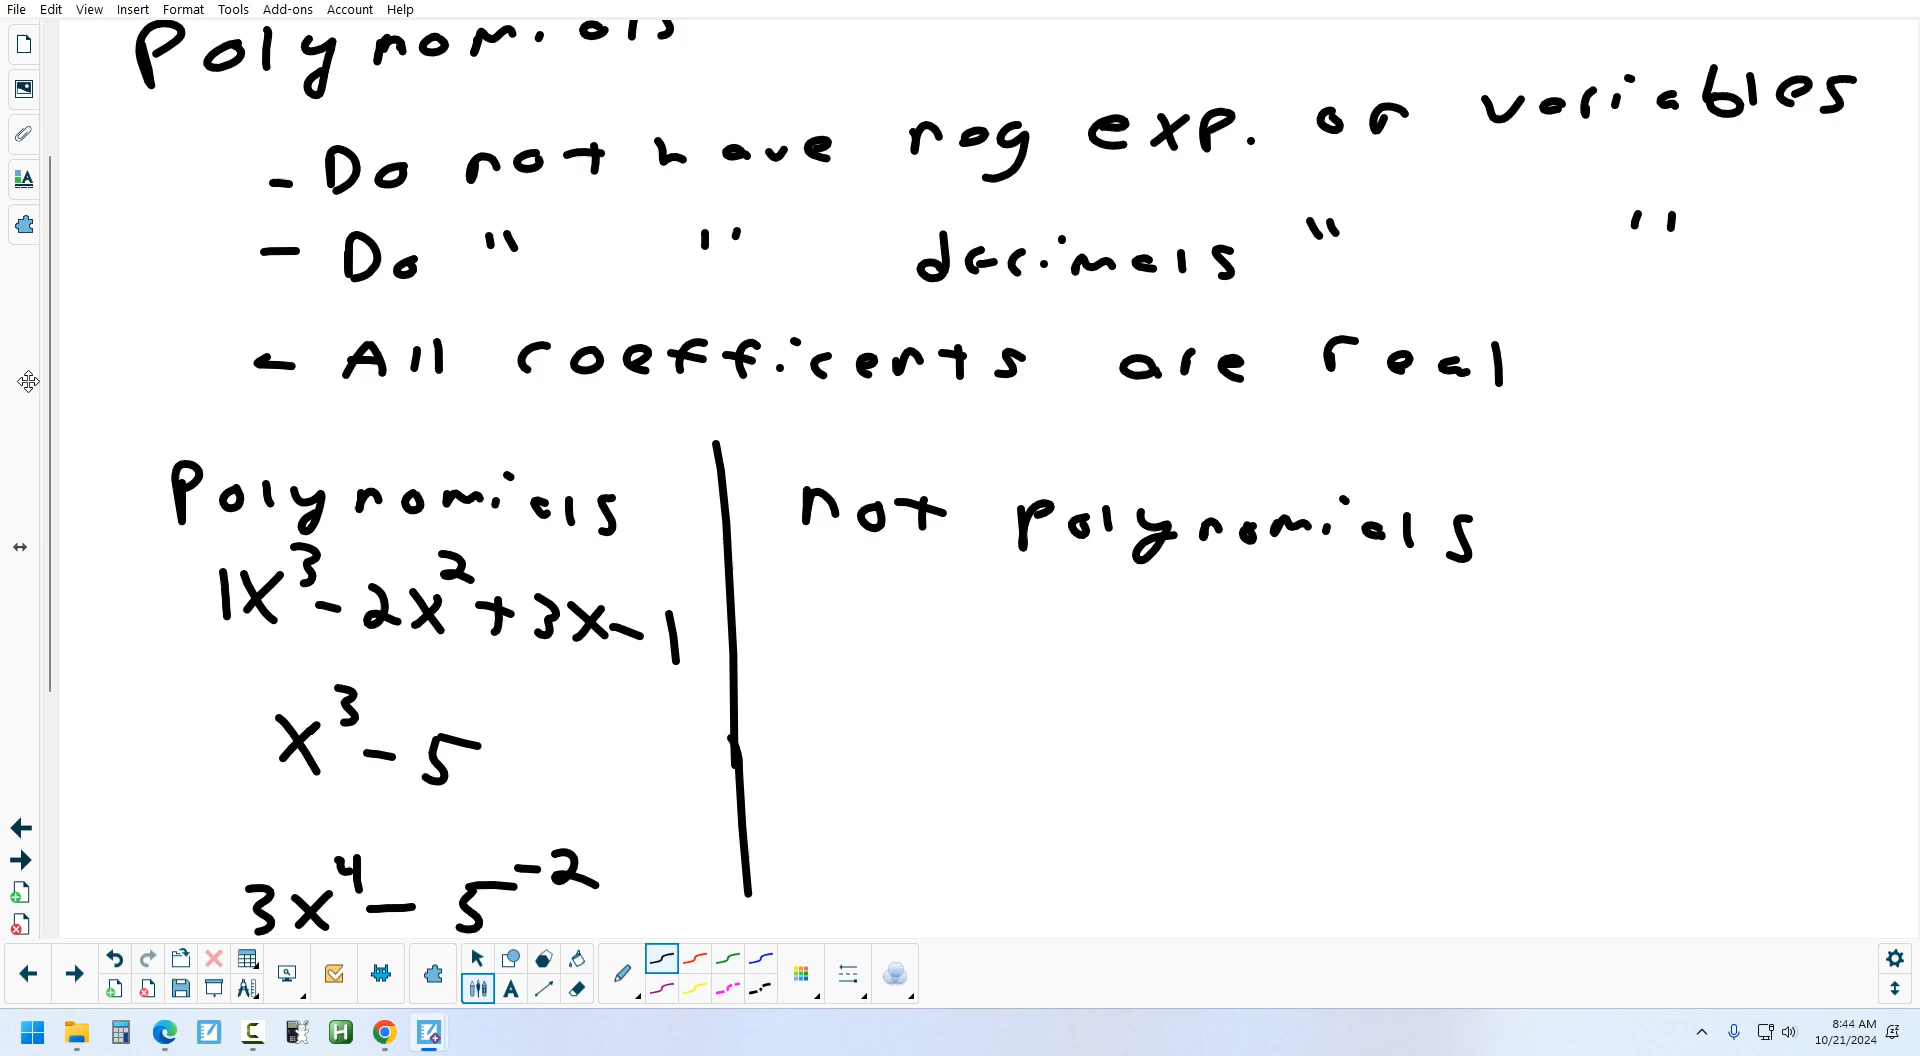 File Edit View Insert Format Tools Add-ons Account Help
Polynomials
- Do not have neg exp. on variables
- Do " " decimals " "
- All coefficents are real
Polynomials
not polynomials
1x³ - 2x² + 3x - 1
x³ - 5
3x⁴ - 5⁻²
A
8:44 AM
10/21/2024